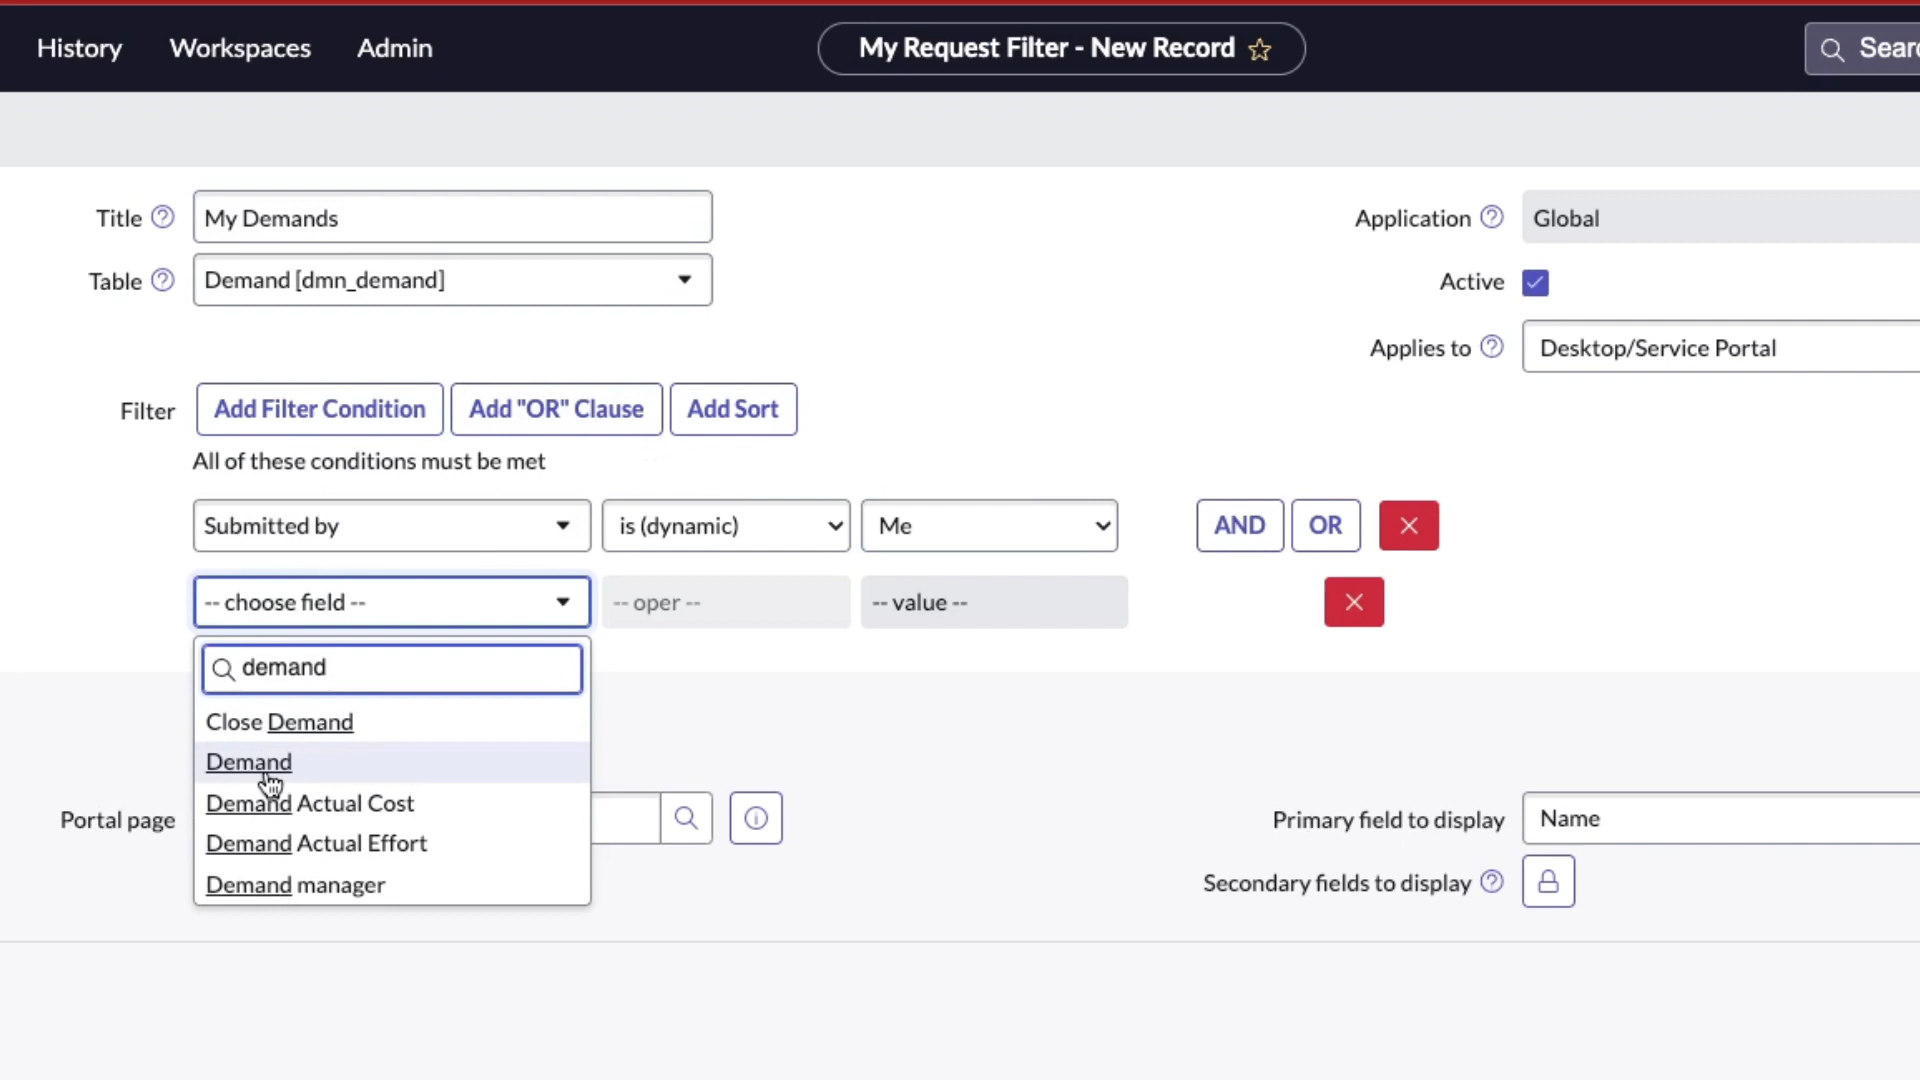 History Workspaces Admin My Request Filter - New Record
Title My Demands Application Global
Table Demand [dmn_demand] Active
Applies to Desktop/Service Portal
Filter Add Filter Condition Add "OR" Clause Add Sort
All of these conditions must be met
Submitted by is (dynamic) Me AND OR
-- choose field -- -- oper -- -- value --
demand
Close Demand
Demand
Demand Actual Cost
Portal page Primary field to display Name
Demand Actual Effort
Demand manager Secondary fields to display